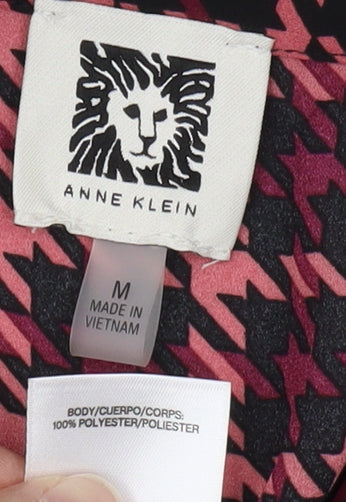 ANNE KLEIN
M
MADE IN
VIETNAM
BODY/CUERPO/CORPS:
100% POLYESTER/POLIESTER